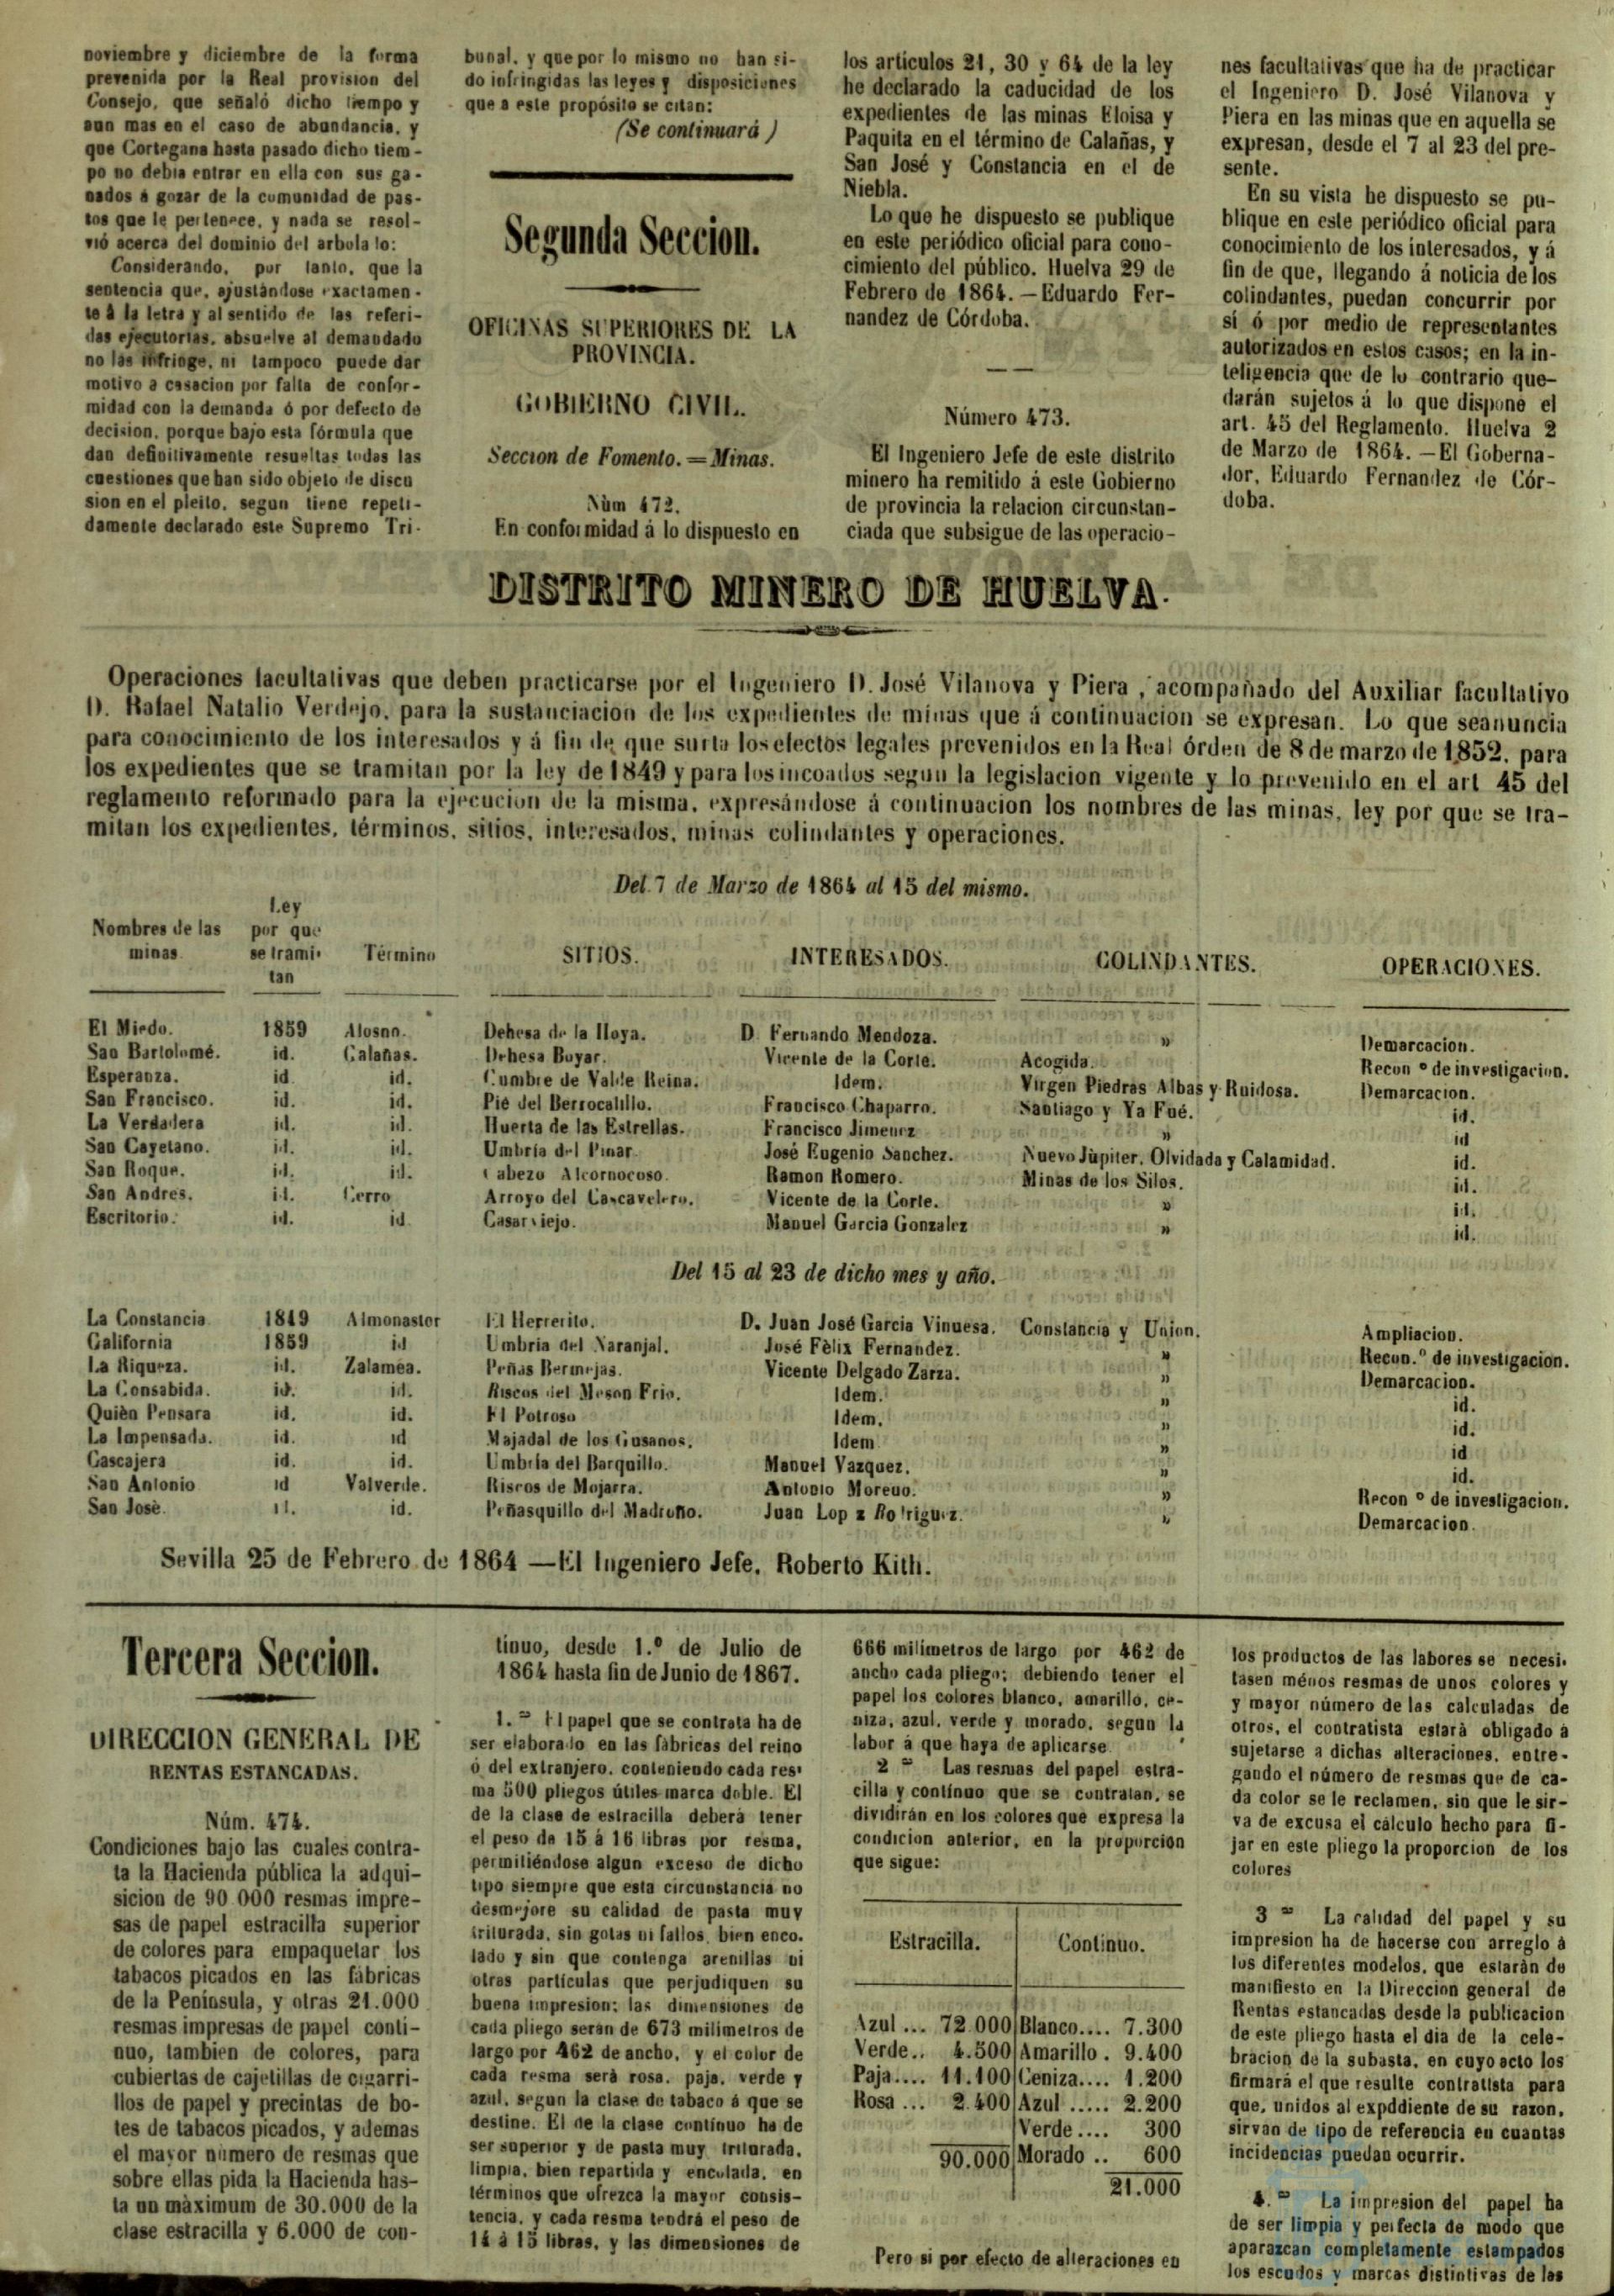 noviembre y diciembre de la forma
prevenida por la Real provision del
Consejo, que señaló dicho tiempo y
aun mas en el caso de abundancia, y
que Cortegana hasta pasado dicho tiem-
po no debia entrar en ella con sus ga-
nados á gozar de la comunidad de pas-
tos que le pertenece, y nada se resol-
vió acerca del dominio del arbolalo:
Considerando, por tanto, que la
sentencia que, ajustándose exactamen-
te á la letra y al sentido de las referi-
das ejecutorias, absuelve al demandado
no las infringe, ni tampoco puede dar
motivo a casacion por falta de confor-
midad con la demanda ó por defecto de
decision, porque bajo esta fórmula que
dan definitivamente resueltas todas las
cuestiones que han sido objeto de discu
sion en el pleito, segun tiene repeti-
damente declarado este Supremo Tri-
bunal, y que por lo mismo no han si-
do infringidas las leyes y disposiciones
que a este propósito se citan:
(Se continuará )
Segunda Seccion.
OFICINAS SUPERIORES DE LA
PROVINCIA.
GOBIERNO CIVIL.
Seccion de Fomento.=Minas.
Núm 472.
En conformidad á lo dispuesto en
los articulos 21, 30 y 64 de la ley
he declarado la caducidad de los
expedientes de las minas Eloisa y
Paquita en el término de Calañas, y
San José y Constancia en el de
Niebla.
Lo que he dispuesto se publique
en este periódico oficial para cono-
cimiento del público. Huelva 29 de
Febrero de 1864.—Eduardo Fer-
nandez de Córdoba.
Número 473.
El Ingeniero Jefe de este distrito
minero ha remitido á este Gobierno
de provincia la relacion circunstan-
ciada que subsigue de las operacio-
nes facultativas que ha de practicar
el Ingeniero D. José Vilanova y
Piera en las minas que en aquella se
expresan, desde el 7 al 23 del pre-
sente.
En su vista he dispuesto se pu-
blique en este periódico oficial para
conocimiento de los interesados, y á
fin de que, llegando á noticia de los
colindantes, puedan concurrir por
sí ó por medio de representantes
autorizados en estos casos; en la in-
teligencia que de lo contrario que-
darán sujetos á lo que dispone el
art. 45 del Reglamento. Huelva 2
de Marzo de 1864.—El Goberna-
dor, Eduardo Fernandez de Cór-
doba.
DISTRITO MINERO DE HUELVA.
Operaciones facultativas que deben practicarse por el Ingeniero D. José Vilanova y Piera, acompañado del Auxiliar facultativo
D. Rafael Natalio Verdejo, para la sustanciacion de los expedientes de minas que á continuacion se expresan. Lo que seanuncia
para conocimiento de los interesados y á fin de que surta los efectos legales prevenidos en la Real órden de 8 de marzo de 1852, para
los expedientes que se tramitan por la ley de 1849 y para los incoados segun la legislacion vigente y lo prevenido en el art 45 del
reglamento reformado para la ejecucion de la misma, expresándose á continuacion los nombres de las minas, ley por que se tra-
mitan los expedientes, términos, sitios, interesados, minas colindantes y operaciones.
Del 7 de Marzo de 1864 al 15 del mismo.
Nombres de las minas Ley por que se trami-tan Término SITIOS. INTERESADOS. COLINDANTES. OPERACIONES.
El Miedo. 1859 Alosno. Dehesa de la Hoya. D. Fernando Mendoza. » Demarcacion.
San Bartolomé. id. Calañas. Dehesa Boyar. Vicente de la Corte. Acogida. Recon º de investigacion.
Esperanza. id id. Cumbre de Valde Reina. Idem. Virgen Piedras Albas y Ruidosa. Demarcacion.
San Francisco. id. id. Pié del Berrocalillo. Francisco Chaparro. Santiago y Ya Fué. id.
La Verdadera id. id. Huerta de las Estrellas. Francisco Jimenez » id
San Cayetano. id. id. Umbria del Pinar José Eugenio Sanchez. Nuevo Jùpiter, Olvidada y Calamidad. id.
San Roque. id. id. Cabezo Alcornocoso Ramon Romero. Minas de los Silos. id.
San Andres. id. Cerro Arroyo del Cascavelero. Vicente de la Corte. » id.
Escritorio. id. id Casarviejo. Manuel Garcia Gonzalez » id.
Del 15 al 23 de dicho mes y año.
La Constancia 1849 Almonaster El Herrerito. D. Juan José Garcia Vinuesa. Constancia y Union. Ampliacion.
California 1859 id Umbria del Naranjal. José Fèlix Fernandez. » Recon.º de investigacion.
La Riqueza. id. Zalamea. Peñas Bermejas. Vicente Delgado Zarza. » Demarcacion.
La Consabida. id. id. Riscos del Meson Frio. Idem. » id.
Quièn Pensara id. id. El Potroso Idem. » id.
La Impensada. id. id Majadal de los Gusanos. Idem » id
Cascajera id. id. Umbria del Barquillo. Manuel Vazquez. » id.
San Antonio id Valverde. Riscos de Mojarra. Antonio Moreno. » Recon º de investigacion.
San Josè. id. id. Peñasquillo del Madroño. Juan Lopez Rodriguez. » Demarcacion.
Sevilla 25 de Febrero de 1864 —El Ingeniero Jefe, Roberto Kith.
Tercera Seccion.
DIRECCION GENERAL DE
RENTAS ESTANCADAS.
Núm. 474.
Condiciones bajo las cuales contra-
ta la Hacienda pública la adqui-
sicion de 90 000 resmas impre-
sas de papel estracilla superior
de colores para empaquetar los
tabacos picados en las fábricas
de la Península, y otras 21.000
resmas impresas de papel conti-
nuo, tambien de colores, para
cubiertas de cajetillas de cigarri-
llos de papel y precintas de bo-
tes de tabacos picados, y ademas
el mayor número de resmas que
sobre ellas pida la Hacienda has-
ta un màximum de 30.000 de la
clase estracilla y 6.000 de con-
tinuo, desde 1.º de Julio de
1864 hasta fin de Junio de 1867.
1.ª El papel que se contrata ha de
ser elaborado en las fàbricas del reino
ó del extranjero, conteniendo cada res-
ma 500 pliegos útiles marca doble. El
de la clase de estracilla deberá tener
el peso de 15 á 16 libras por resma,
permitiéndose algun exceso de dicho
tipo siempre que esta circunstancia no
desmejore su calidad de pasta muy
triturada, sin gotas ni fallos, bien enco.
lado y sin que contenga arenillas ni
otras partículas que perjudiquen su
buena impresion; las dimensiones de
cada pliego seran de 673 milimetros de
largo por 462 de ancho, y el color de
cada resma será rosa, paja, verde y
azul, segun la clase de tabaco á que se
destine. El de la clase contínuo ha de
ser superior y de pasta muy triturada,
limpia, bien repartida y encolada, en
términos que ofrezca la mayor consis-
tencia, y cada resma tendrá el peso de
14 á 15 libras, y las dimensiones de
666 milimetros de largo por 462 de
ancho cada pliego; debiendo tener el
papel los colores blanco, amarillo, ce-
niza, azul, verde y morado, segun la
labor á que haya de aplicarse.
2 ª Las resmas del papel estra-
cilla y contínuo que se contratan, se
dividirán en los colores que expresa la
condicion anterior, en la proporcion
que sigue:
Estracilla. Contínuo.
Azul ... 72.000 Blanco.... 7.300
Verde.. 4.500 Amarillo . 9.400
Paja.... 11.100 Ceniza.... 1.200
Rosa ... 2.400 Azul ..... 2.200
Verde .... 300
90.000 Morado .. 600
21.000
Pero si por efecto de alteraciones en
los productos de las labores se necesi-
tasen ménos resmas de unos colores y
y mayor número de las calculadas de
otros, el contratista estarà obligado à
sujetarse a dichas alteraciones, entre-
gando el número de resmas que de ca-
da color se le reclamen, sin que le sir-
va de excusa el cálculo hecho para fi-
jar en este pliego la proporcion de los
colores
3 ª La calidad del papel y su
impresion ha de hacerse con arreglo à
los diferentes modelos, que estaràn de
manifiesto en la Direccion general de
Rentas estancadas desde la publicacion
de este pliego hasta el dia de la cele-
bracion de la subasta, en cuyo acto los
firmará el que resulte contratista para
que, unidos al expddiente de su razon,
sirvan de tipo de referencia en cuantas
incidencias puedan ocurrir.
4.ª La impresion del papel ha
de ser limpia y perfecta de modo que
aparazcan completamente estampados
los escudos y marcas distintivas de las